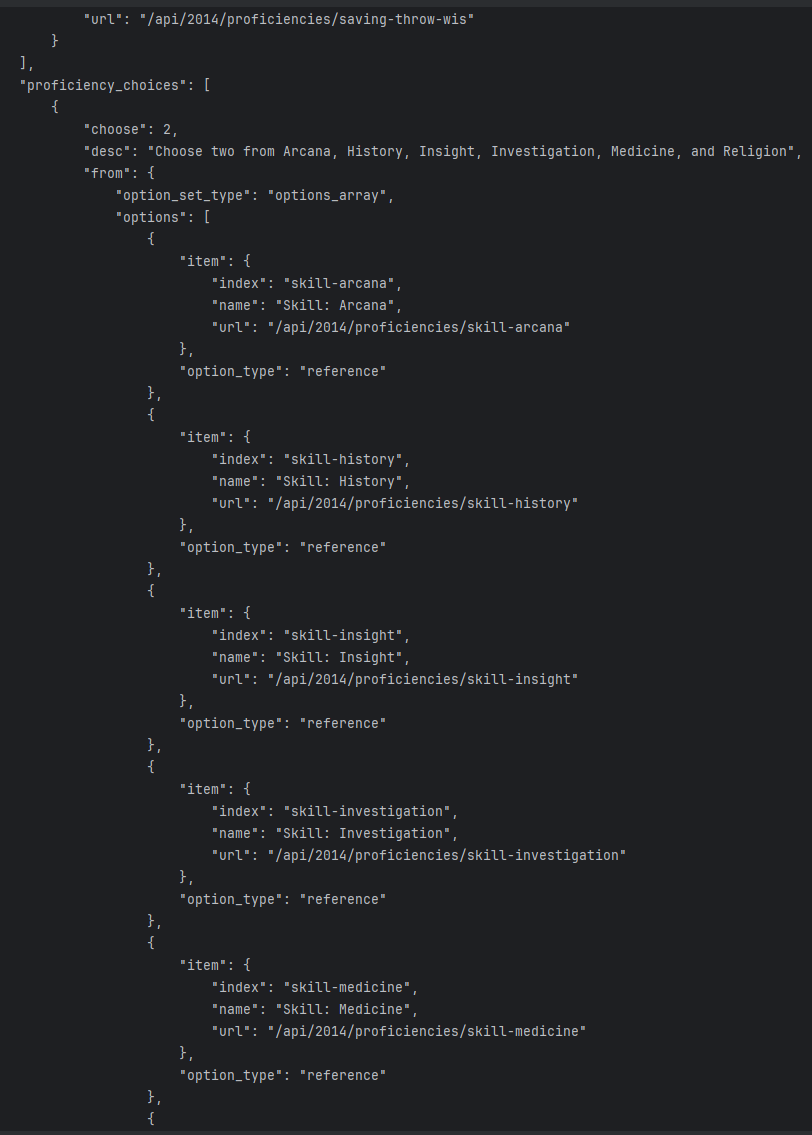 "url": "/api/2014/proficiencies/saving-throw-wis"
}
],
"proficiency_choices": [
{
"choose": 2,
"desc": "Choose two from Arcana, History, Insight, Investigation, Medicine, and Religion",
"from": {
"option_set_type": "options_array",
"options": [
{
"item": {
"index": "skill-arcana",
"name": "Skill: Arcana",
"url": "/api/2014/proficiencies/skill-arcana"
},
"option_type": "reference"
},
{
"item": {
"index": "skill-history",
"name": "Skill: History",
"url": "/api/2014/proficiencies/skill-history"
},
"option_type": "reference"
},
{
"item": {
"index": "skill-insight",
"name": "Skill: Insight",
"url": "/api/2014/proficiencies/skill-insight"
},
"option_type": "reference"
},
{
"item": {
"index": "skill-investigation",
"name": "Skill: Investigation",
"url": "/api/2014/proficiencies/skill-investigation"
},
"option_type": "reference"
},
{
"item": {
"index": "skill-medicine",
"name": "Skill: Medicine",
"url": "/api/2014/proficiencies/skill-medicine"
},
"option_type": "reference"
},
{